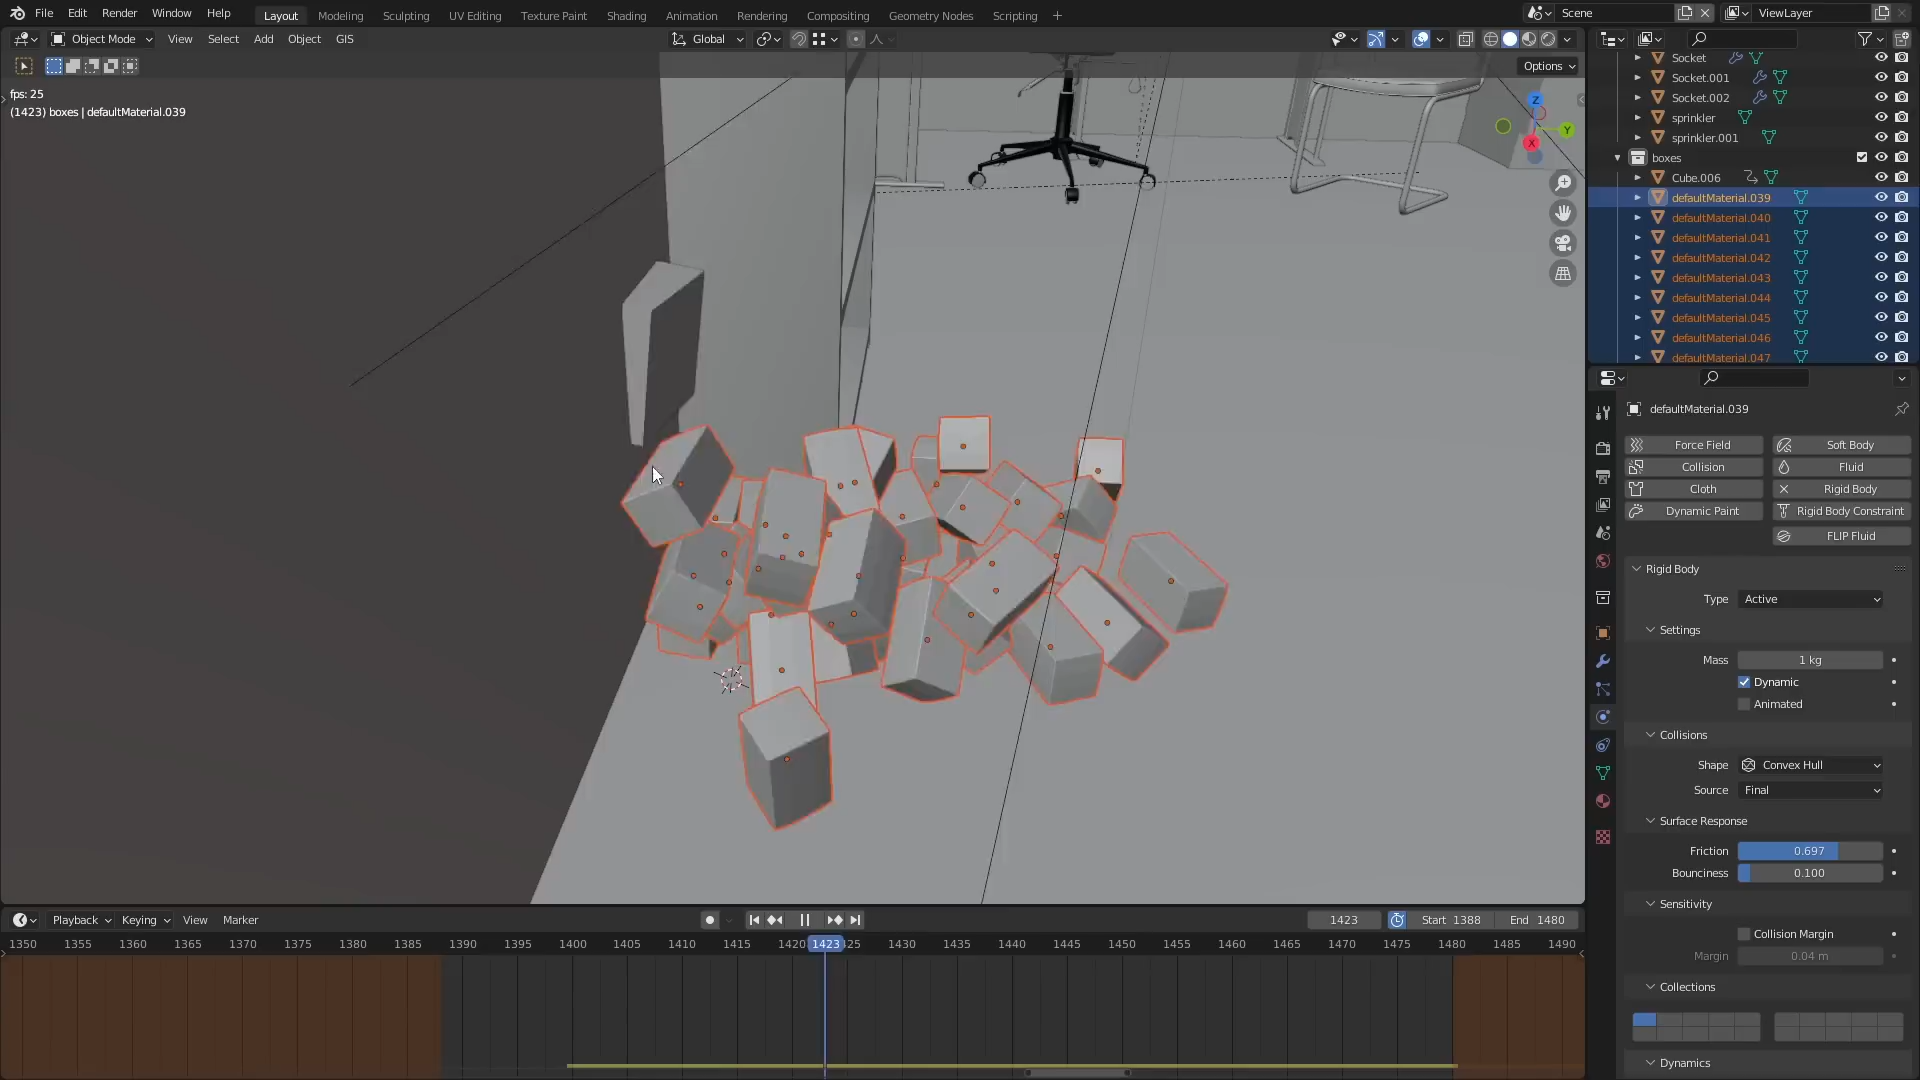 File Edit Render Window Help
Layout Modeling Sculpting UV Editing Texture Paint Shading Animation Rendering Compositing Geometry Nodes Scripting +
Scene
ViewLayer
Object Mode View Select Add Object GIS
Global
Options
fps: 25
(1423) boxes | defaultMaterial.039
Z
Y
X
Socket
Socket.001
Socket.002
sprinkler
sprinkler.001
boxes
Cube.006
defaultMaterial.039
defaultMaterial.040
defaultMaterial.041
defaultMaterial.042
defaultMaterial.043
defaultMaterial.044
defaultMaterial.045
defaultMaterial.046
defaultMaterial.047
defaultMaterial.039
Force Field Soft Body
Collision Fluid
Cloth Rigid Body
Dynamic Paint Rigid Body Constraint
FLIP Fluid
Rigid Body
Type Active
Settings
Mass 1 kg
Dynamic
Animated
Collisions
Shape Convex Hull
Source Final
Surface Response
Friction 0.697
Bounciness 0.100
Sensitivity
Collision Margin
Margin 0.04 m
Collections
Dynamics
Playback Keying View Marker
1423 Start 1388 End 1480
1350 1355 1360 1365 1370 1375 1380 1385 1390 1395 1400 1405 1410 1415 1420 1423 1430 1435 1440 1445 1450 1455 1460 1465 1470 1475 1480 1485 1490